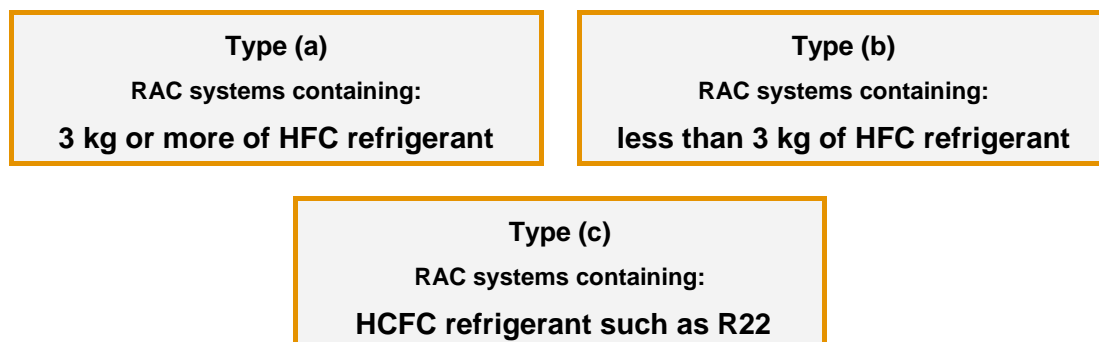 Type (a)
RAC systems containing:
3 kg or more of HFC refrigerant
Type (b)
RAC systems containing:
less than 3 kg of HFC refrigerant
Type (c)
RAC systems containing:
HCFC refrigerant such as R22